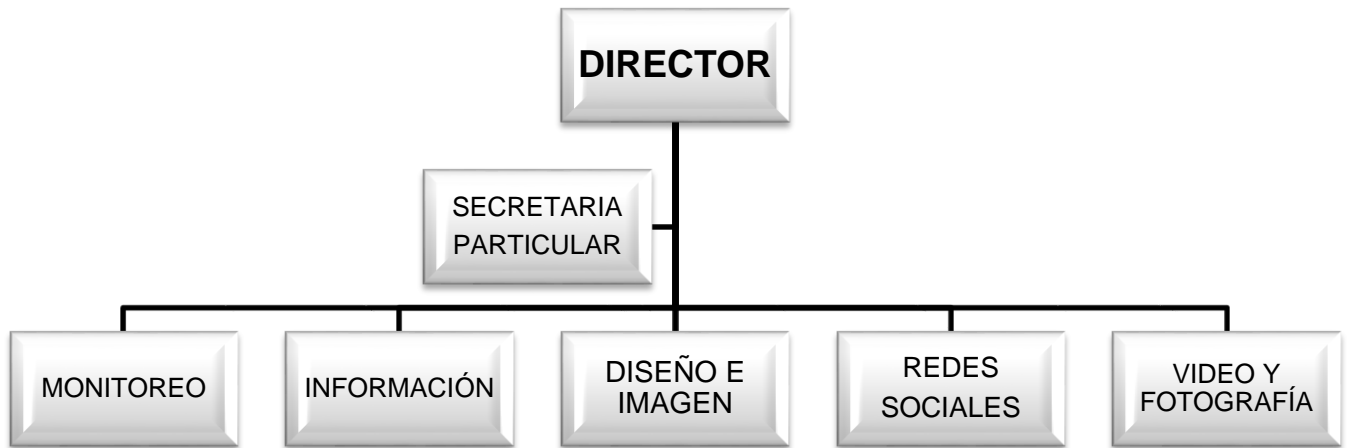 DIRECTOR
SECRETARIA
PARTICULAR
MONITOREO
INFORMACIÓN
DISEÑO E
IMAGEN
REDES
SOCIALES
VIDEO Y
FOTOGRAFÍA